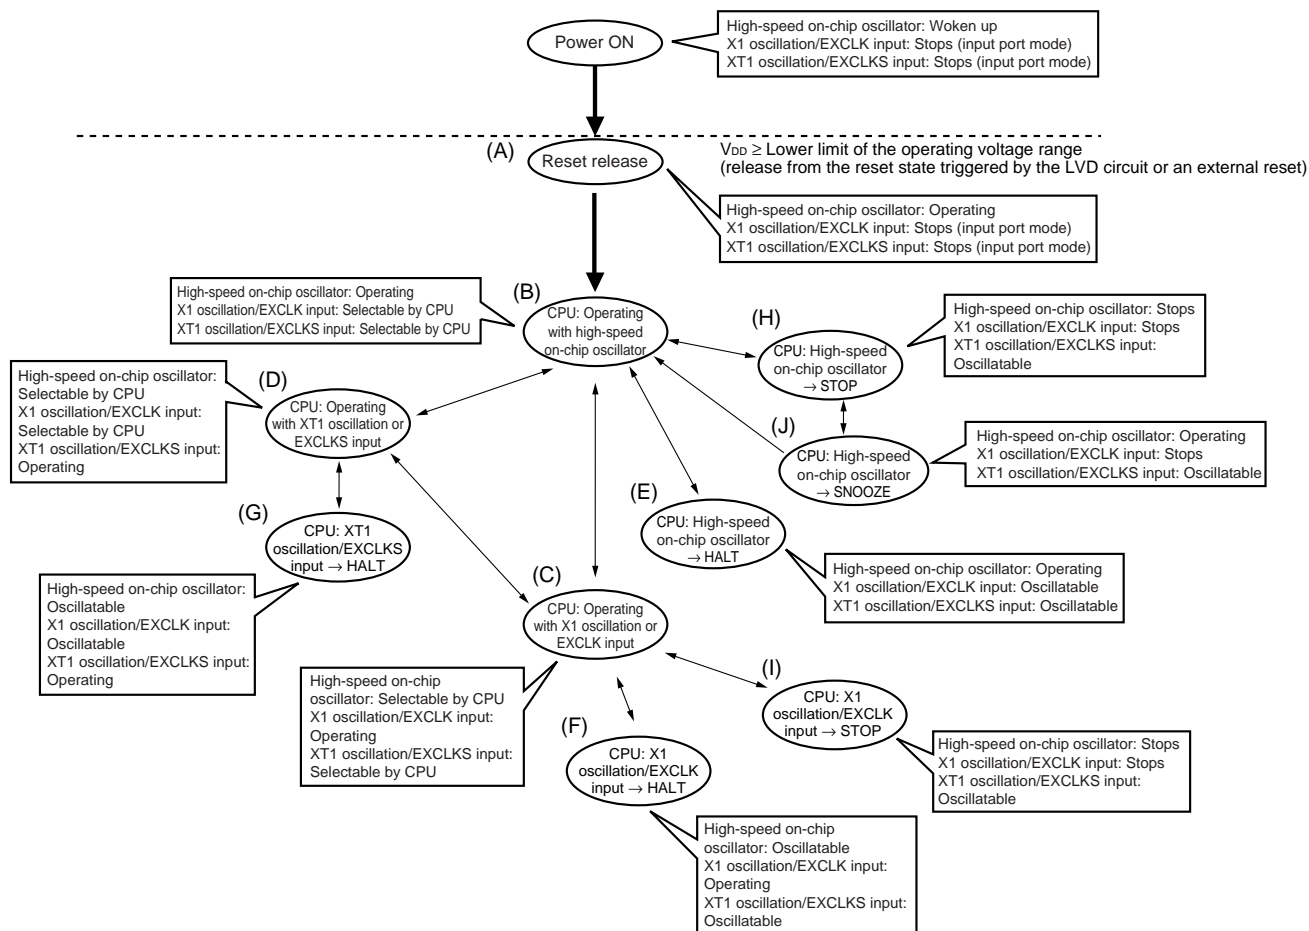 Power ON
High-speed on-chip oscillator: Woken up
X1 oscillation/EXCLK input: Stops (input port mode)
XT1 oscillation/EXCLKS input: Stops (input port mode)
(A)
Reset release
VDD ≥ Lower limit of the operating voltage range
(release from the reset state triggered by the LVD circuit or an external reset)
High-speed on-chip oscillator: Operating
X1 oscillation/EXCLK input: Stops (input port mode)
XT1 oscillation/EXCLKS input: Stops (input port mode)
High-speed on-chip oscillator: Operating
X1 oscillation/EXCLK input: Selectable by CPU
XT1 oscillation/EXCLKS input: Selectable by CPU
(B)
CPU: Operating
with high-speed
on-chip oscillator
(H)
CPU: High-speed
on-chip oscillator
→ STOP
High-speed on-chip oscillator: Stops
X1 oscillation/EXCLK input: Stops
XT1 oscillation/EXCLKS input:
Oscillatable
High-speed on-chip oscillator:
Selectable by CPU
X1 oscillation/EXCLK input:
Selectable by CPU
XT1 oscillation/EXCLKS input:
Operating
(D)
CPU: Operating
with XT1 oscillation or
EXCLKS input
(J)
CPU: High-speed
on-chip oscillator
→ SNOOZE
High-speed on-chip oscillator: Operating
X1 oscillation/EXCLK input: Stops
XT1 oscillation/EXCLKS input: Oscillatable
(G)
CPU: XT1
oscillation/EXCLKS
input → HALT
(E)
CPU: High-speed
on-chip oscillator
→ HALT
High-speed on-chip oscillator: Operating
X1 oscillation/EXCLK input: Oscillatable
XT1 oscillation/EXCLKS input: Oscillatable
High-speed on-chip oscillator:
Oscillatable
X1 oscillation/EXCLK input:
Oscillatable
XT1 oscillation/EXCLKS input:
Operating
(C)
CPU: Operating
with X1 oscillation or
EXCLK input
High-speed on-chip
oscillator: Selectable by CPU
X1 oscillation/EXCLK input:
Operating
XT1 oscillation/EXCLKS input:
Selectable by CPU
(I)
CPU: X1
oscillation/EXCLK
input → STOP
High-speed on-chip oscillator: Stops
X1 oscillation/EXCLK input: Stops
XT1 oscillation/EXCLKS input:
Oscillatable
(F)
CPU: X1
oscillation/EXCLK
input → HALT
High-speed on-chip
oscillator: Oscillatable
X1 oscillation/EXCLK input:
Operating
XT1 oscillation/EXCLKS input:
Oscillatable